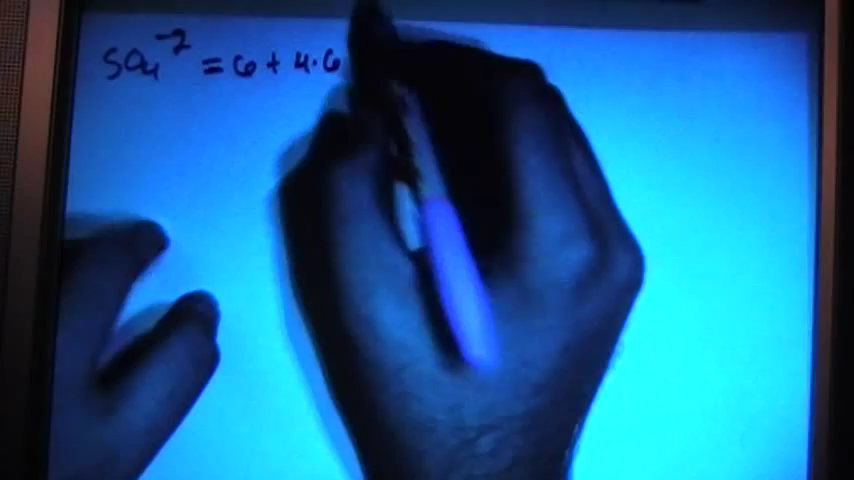 SO₄⁻² = 6 + 4·6